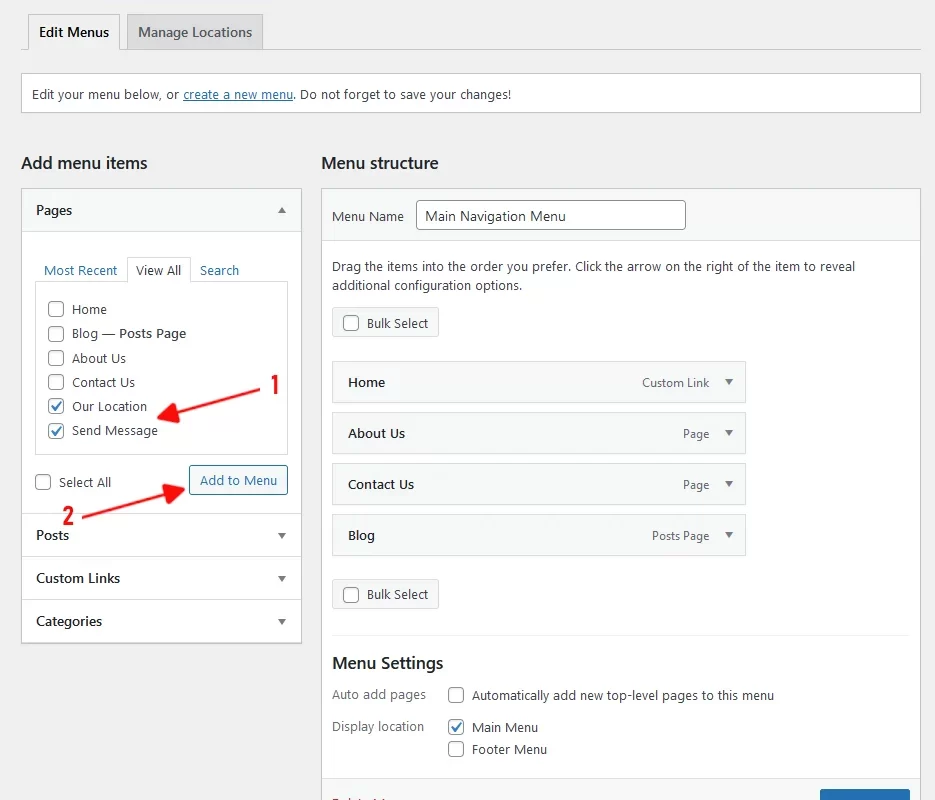 Edit Menus
Manage Locations
Edit your menu below, or create a new menu. Do not forget to save your changes!
Add menu items
Pages
Most Recent
View All
Search
Home
Blog — Posts Page
About Us
Contact Us
Our Location
Send Message
1
Select All
Add to Menu
2
Posts
Custom Links
Categories
Menu structure
Menu Name
Main Navigation Menu
Drag the items into the order you prefer. Click the arrow on the right of the item to reveal
additional configuration options.
Bulk Select
Home Custom Link
About Us Page
Contact Us Page
Blog Posts Page
Bulk Select
Menu Settings
Auto add pages
Automatically add new top-level pages to this menu
Display location
Main Menu
Footer Menu